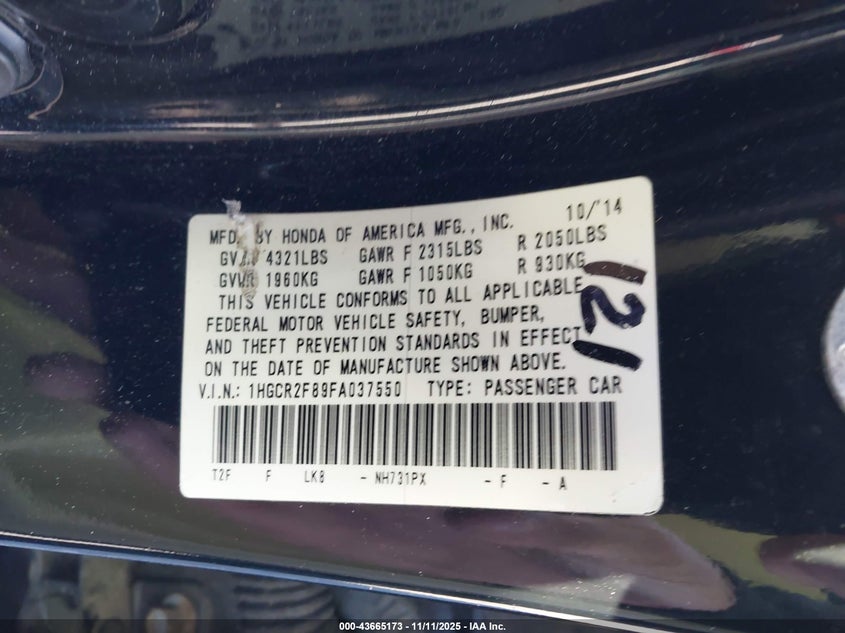 MFD. BY HONDA OF AMERICA MFG., INC. 10/'14
4321LBS GAWR F 2315LBS R 2050LBS
GVWR 1960KG GAWR F 1050KG R 930KG
THIS VEHICLE CONFORMS TO ALL APPLICABLE
FEDERAL MOTOR VEHICLE SAFETY, BUMPER,
AND THEFT PREVENTION STANDARDS IN EFFECT
ON THE DATE OF MANUFACTURE SHOWN ABOVE.
V.I.N.: 1HGCR2F89FA037550 TYPE: PASSENGER CAR
T2F F LK8 - NH731PX - F - A
121
000-43665173 - 11/11/2025 - IAA Inc.